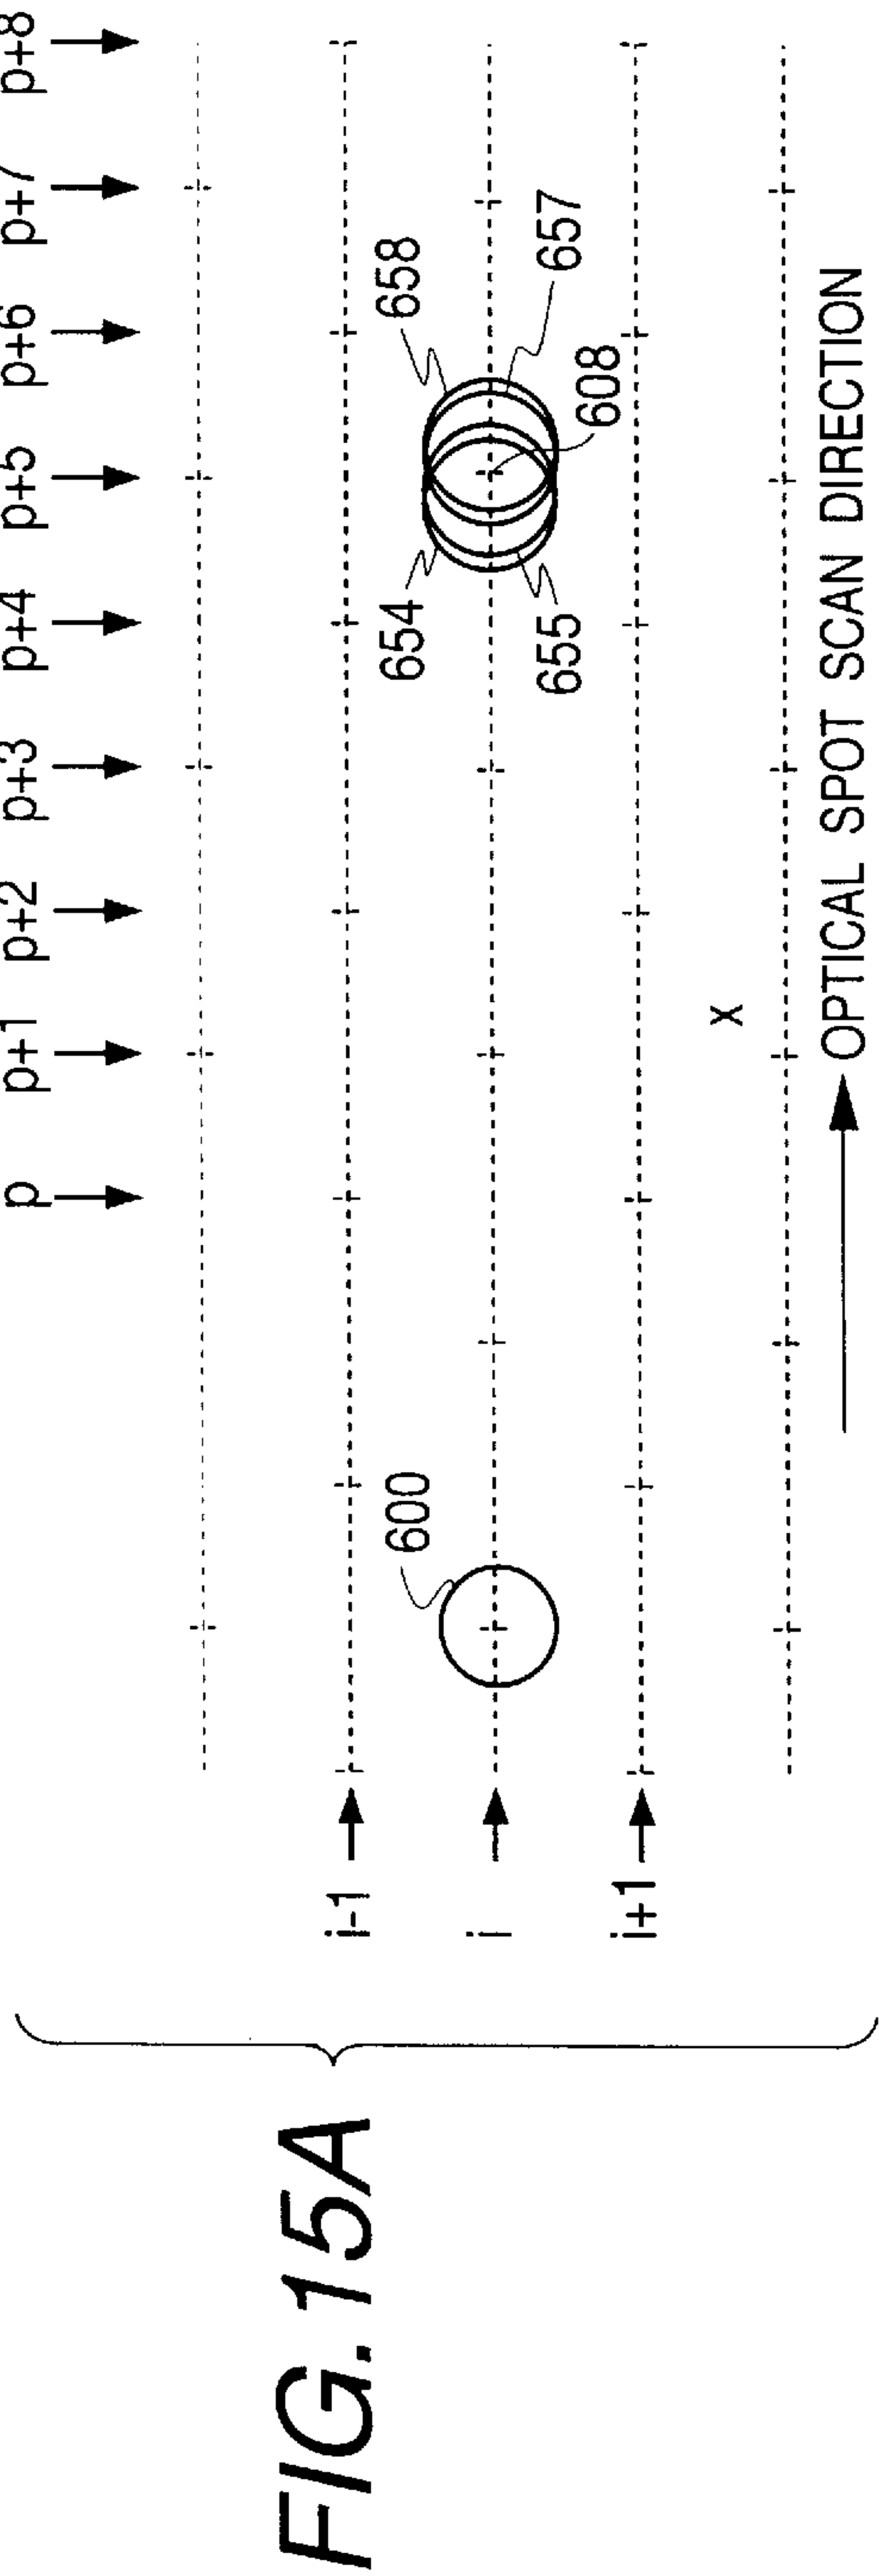 FIG. 15A
p p+1 p+2 p+3 p+4 p+5 p+6 p+7 p+8
i-1
i
i+1
600
654
658
655
608
657
x
OPTICAL SPOT SCAN DIRECTION